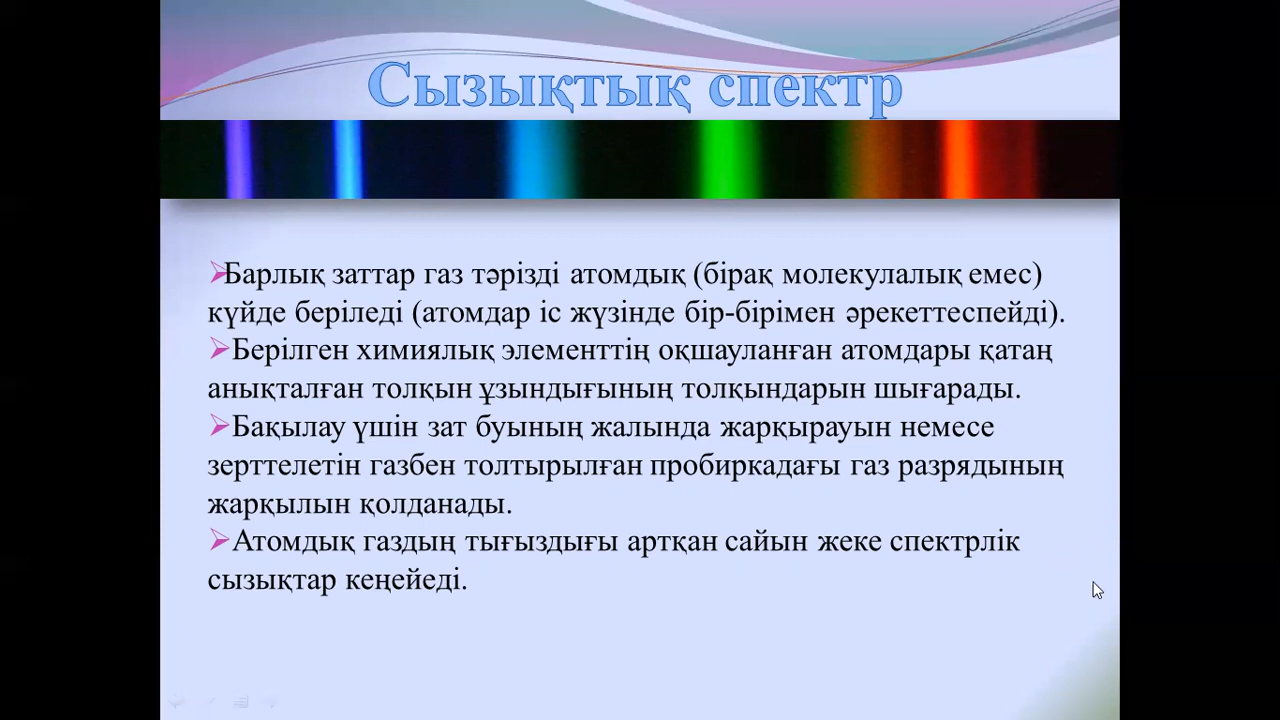 Сызықтық спектр
Барлық заттар газ тәрізді атомдық (бірақ молекулалық емес)
күйде беріледі (атомдар іс жүзінде бір-бірімен әрекеттеспейді).
Берілген химиялық элементтің оқшауланған атомдары қатаң
анықталған толқын ұзындығының толқындарын шығарады.
Бақылау үшін зат буының жалында жарқырауын немесе
зерттелетін газбен толтырылған пробиркадағы газ разрядының
жарқылын қолданады.
Атомдық газдың тығыздығы артқан сайын жеке спектрлік
сызықтар кеңейеді.